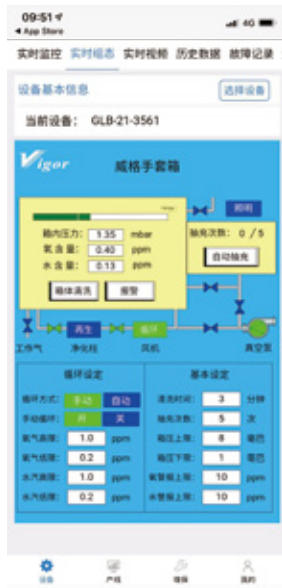 09:51
App Store
4G
实时监控 实时组态 实时视频 历史数据 故障记录
设备基本信息 选择设备
当前设备: GLB-21-3561
Vigor 威格手套箱
照明
箱内压力: 1.35 mbar
氧含量: 0.40 ppm
水含量: 0.13 ppm
箱体清洗 报警
抽充次数: 0 / 5
自动抽充
再生 循环
工作气 净化柱 风机 真空泵
循环设定 基本设定
循环方式: 手动 自动 清洗时间: 3 分钟
手动循环: 开 关 抽充次数: 5 次
氧气高限: 1.0 ppm 箱压上限: 8 毫巴
氧气低限: 0.2 ppm 箱压下限: 1 毫巴
水汽高限: 1.0 ppm 氧警报上限: 10 ppm
水汽低限: 0.2 ppm 水警报上限: 10 ppm
设备 产线 维保 我的